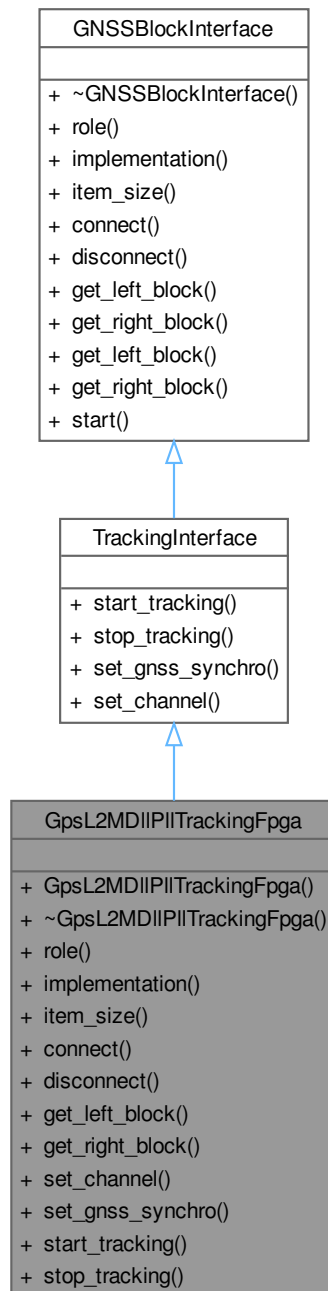 GNSSBlockInterface
+ ~GNSSBlockInterface()
+ role()
+ implementation()
+ item_size()
+ connect()
+ disconnect()
+ get_left_block()
+ get_right_block()
+ get_left_block()
+ get_right_block()
+ start()
TrackingInterface
+ start_tracking()
+ stop_tracking()
+ set_gnss_synchro()
+ set_channel()
GpsL2MDllPllTrackingFpga
+ GpsL2MDllPllTrackingFpga()
+ ~GpsL2MDllPllTrackingFpga()
+ role()
+ implementation()
+ item_size()
+ connect()
+ disconnect()
+ get_left_block()
+ get_right_block()
+ set_channel()
+ set_gnss_synchro()
+ start_tracking()
+ stop_tracking()